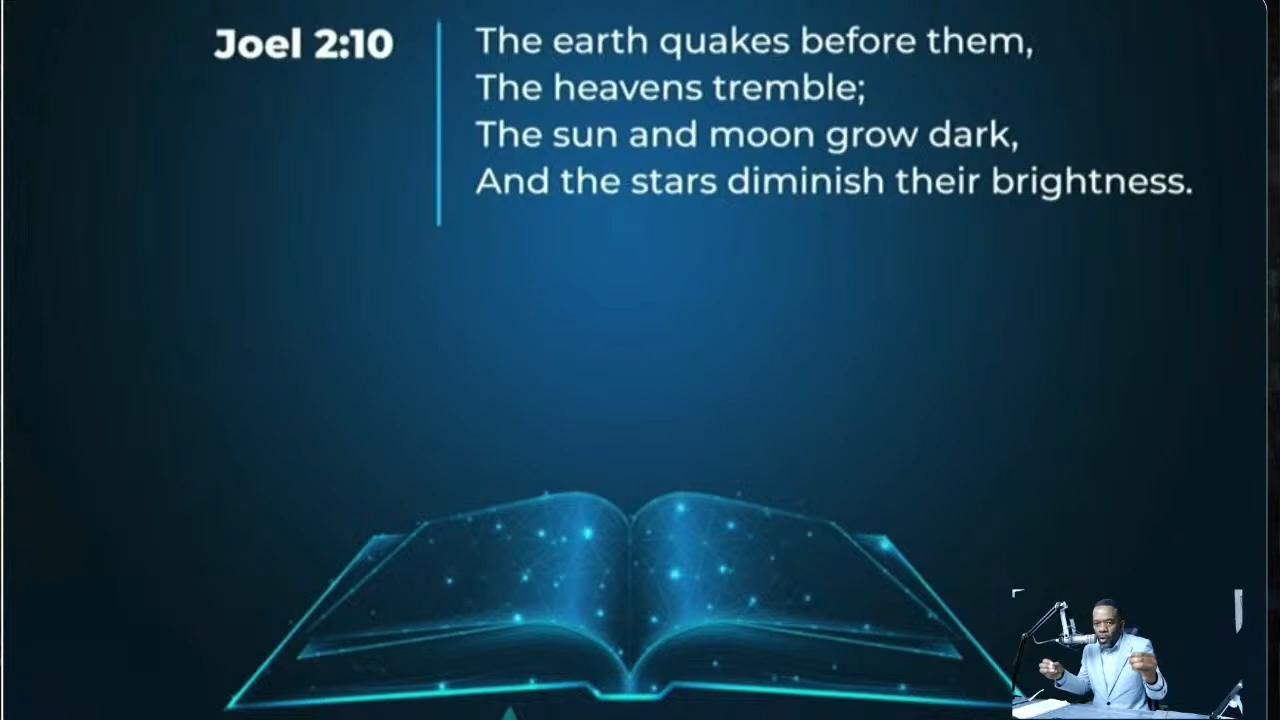 Joel 2:10
The earth quakes before them,
The heavens tremble;
The sun and moon grow dark,
And the stars diminish their brightness.